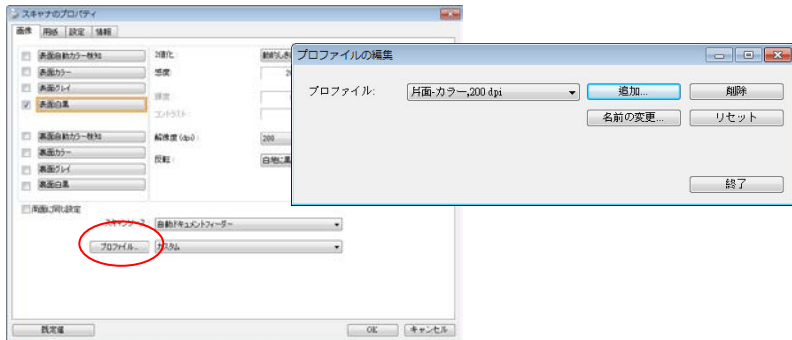 スキャナのプロパティ
画像 用紙 設定 情報
表面自動カラー検知
表面カラー
表面グレイ
表面白黒
裏面自動カラー検知
裏面カラー
裏面グレイ
裏面白黒
2値化:
感度:
輝度:
コントラスト:
解像度 (dpi):
200
反転:
両面に同じ設定
スキャンソース
自動ドキュメントフィーダー
プロファイル...
カスタム
既定値
OK
キャンセル
プロファイルの編集
プロファイル:
片面-カラー,200 dpi
追加...
削除
名前の変更...
リセット
終了